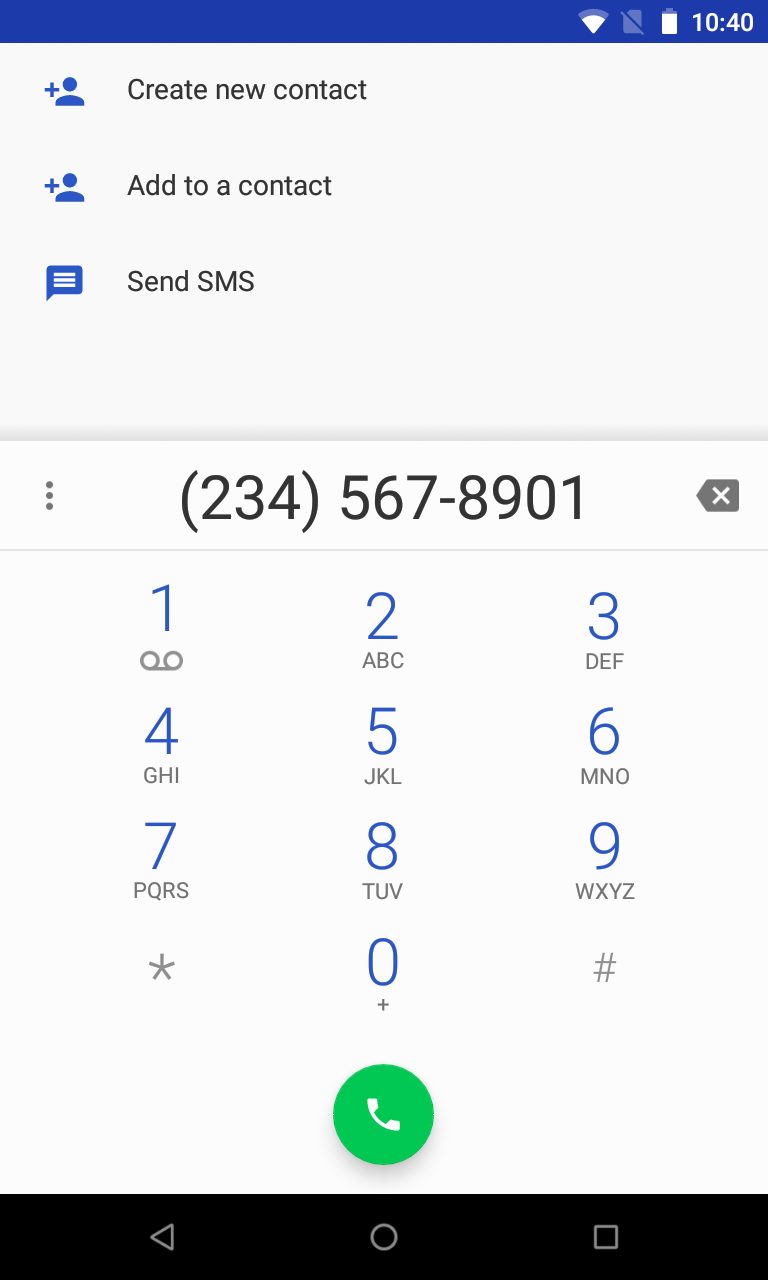 10:40
Create new contact
Add to a contact
Send SMS
(234) 567-8901
1 2 3
ABC DEF
4 5 6
GHI JKL MNO
7 8 9
PQRS TUV WXYZ
* 0 #
+